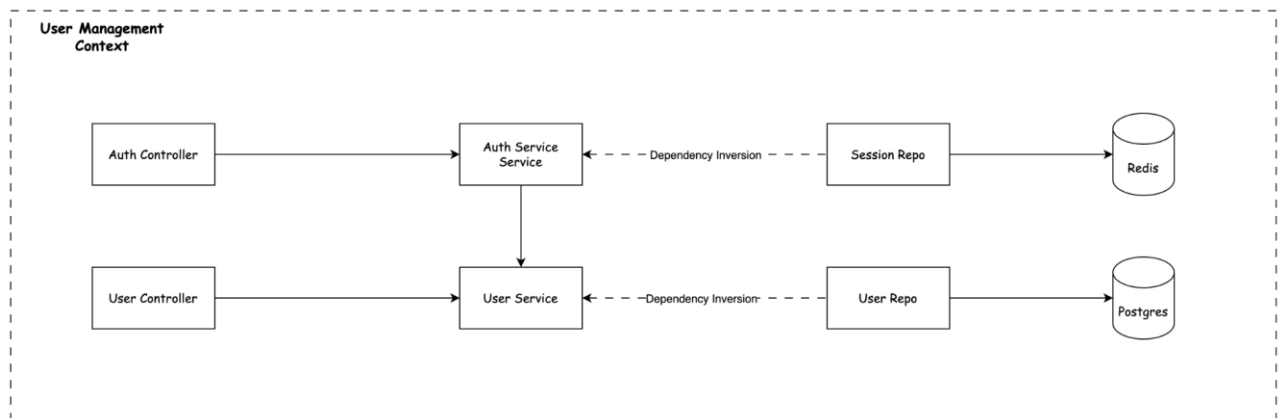 User Management
Context
Auth Controller
Auth Service
Service
Dependency Inversion
Session Repo
Redis
User Controller
User Service
Dependency Inversion
User Repo
Postgres